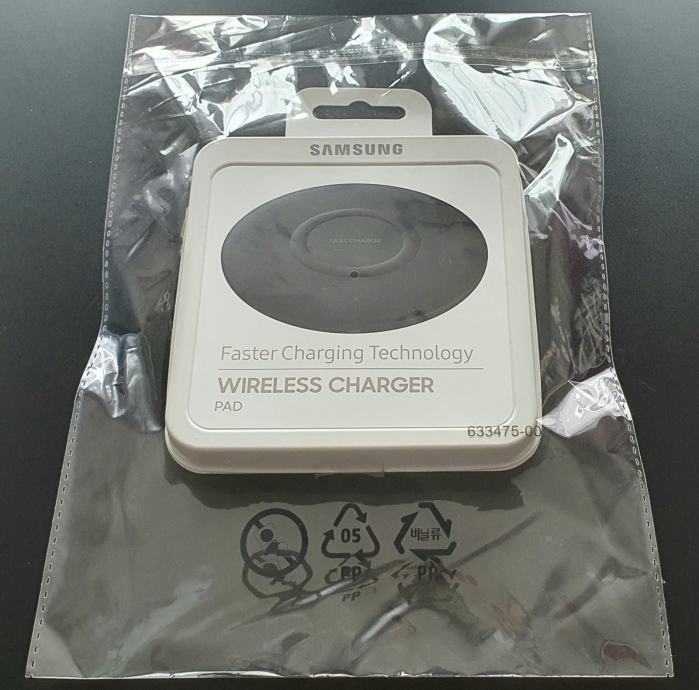 SAMSUNG
FAST CHARGE
Faster Charging Technology
WIRELESS CHARGER
PAD
633475-00
05
PP
비닐류
PP